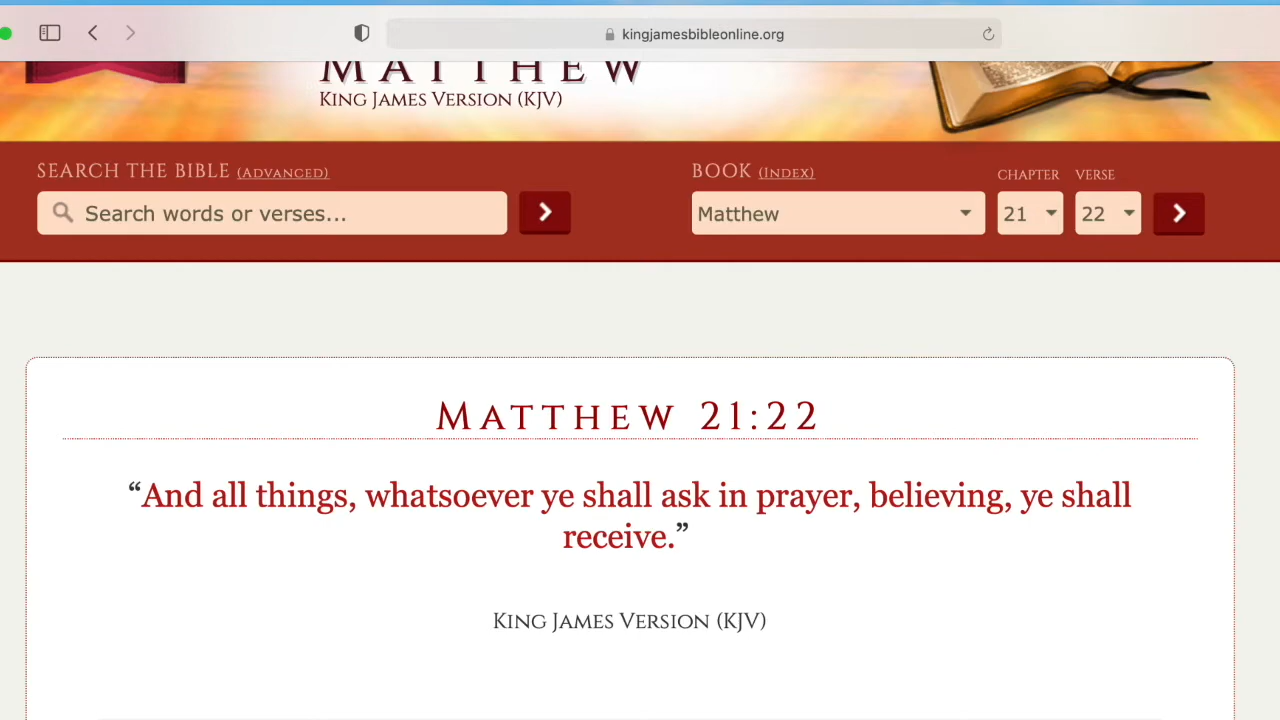 kingjamesbibleonline.org
MATTHEW
KING JAMES VERSION (KJV)
SEARCH THE BIBLE (ADVANCED)
BOOK (INDEX)
CHAPTER
VERSE
Search words or verses...
Matthew
21
22
MATTHEW 21:22
“And all things, whatsoever ye shall ask in prayer, believing, ye shall
receive.”
KING JAMES VERSION (KJV)